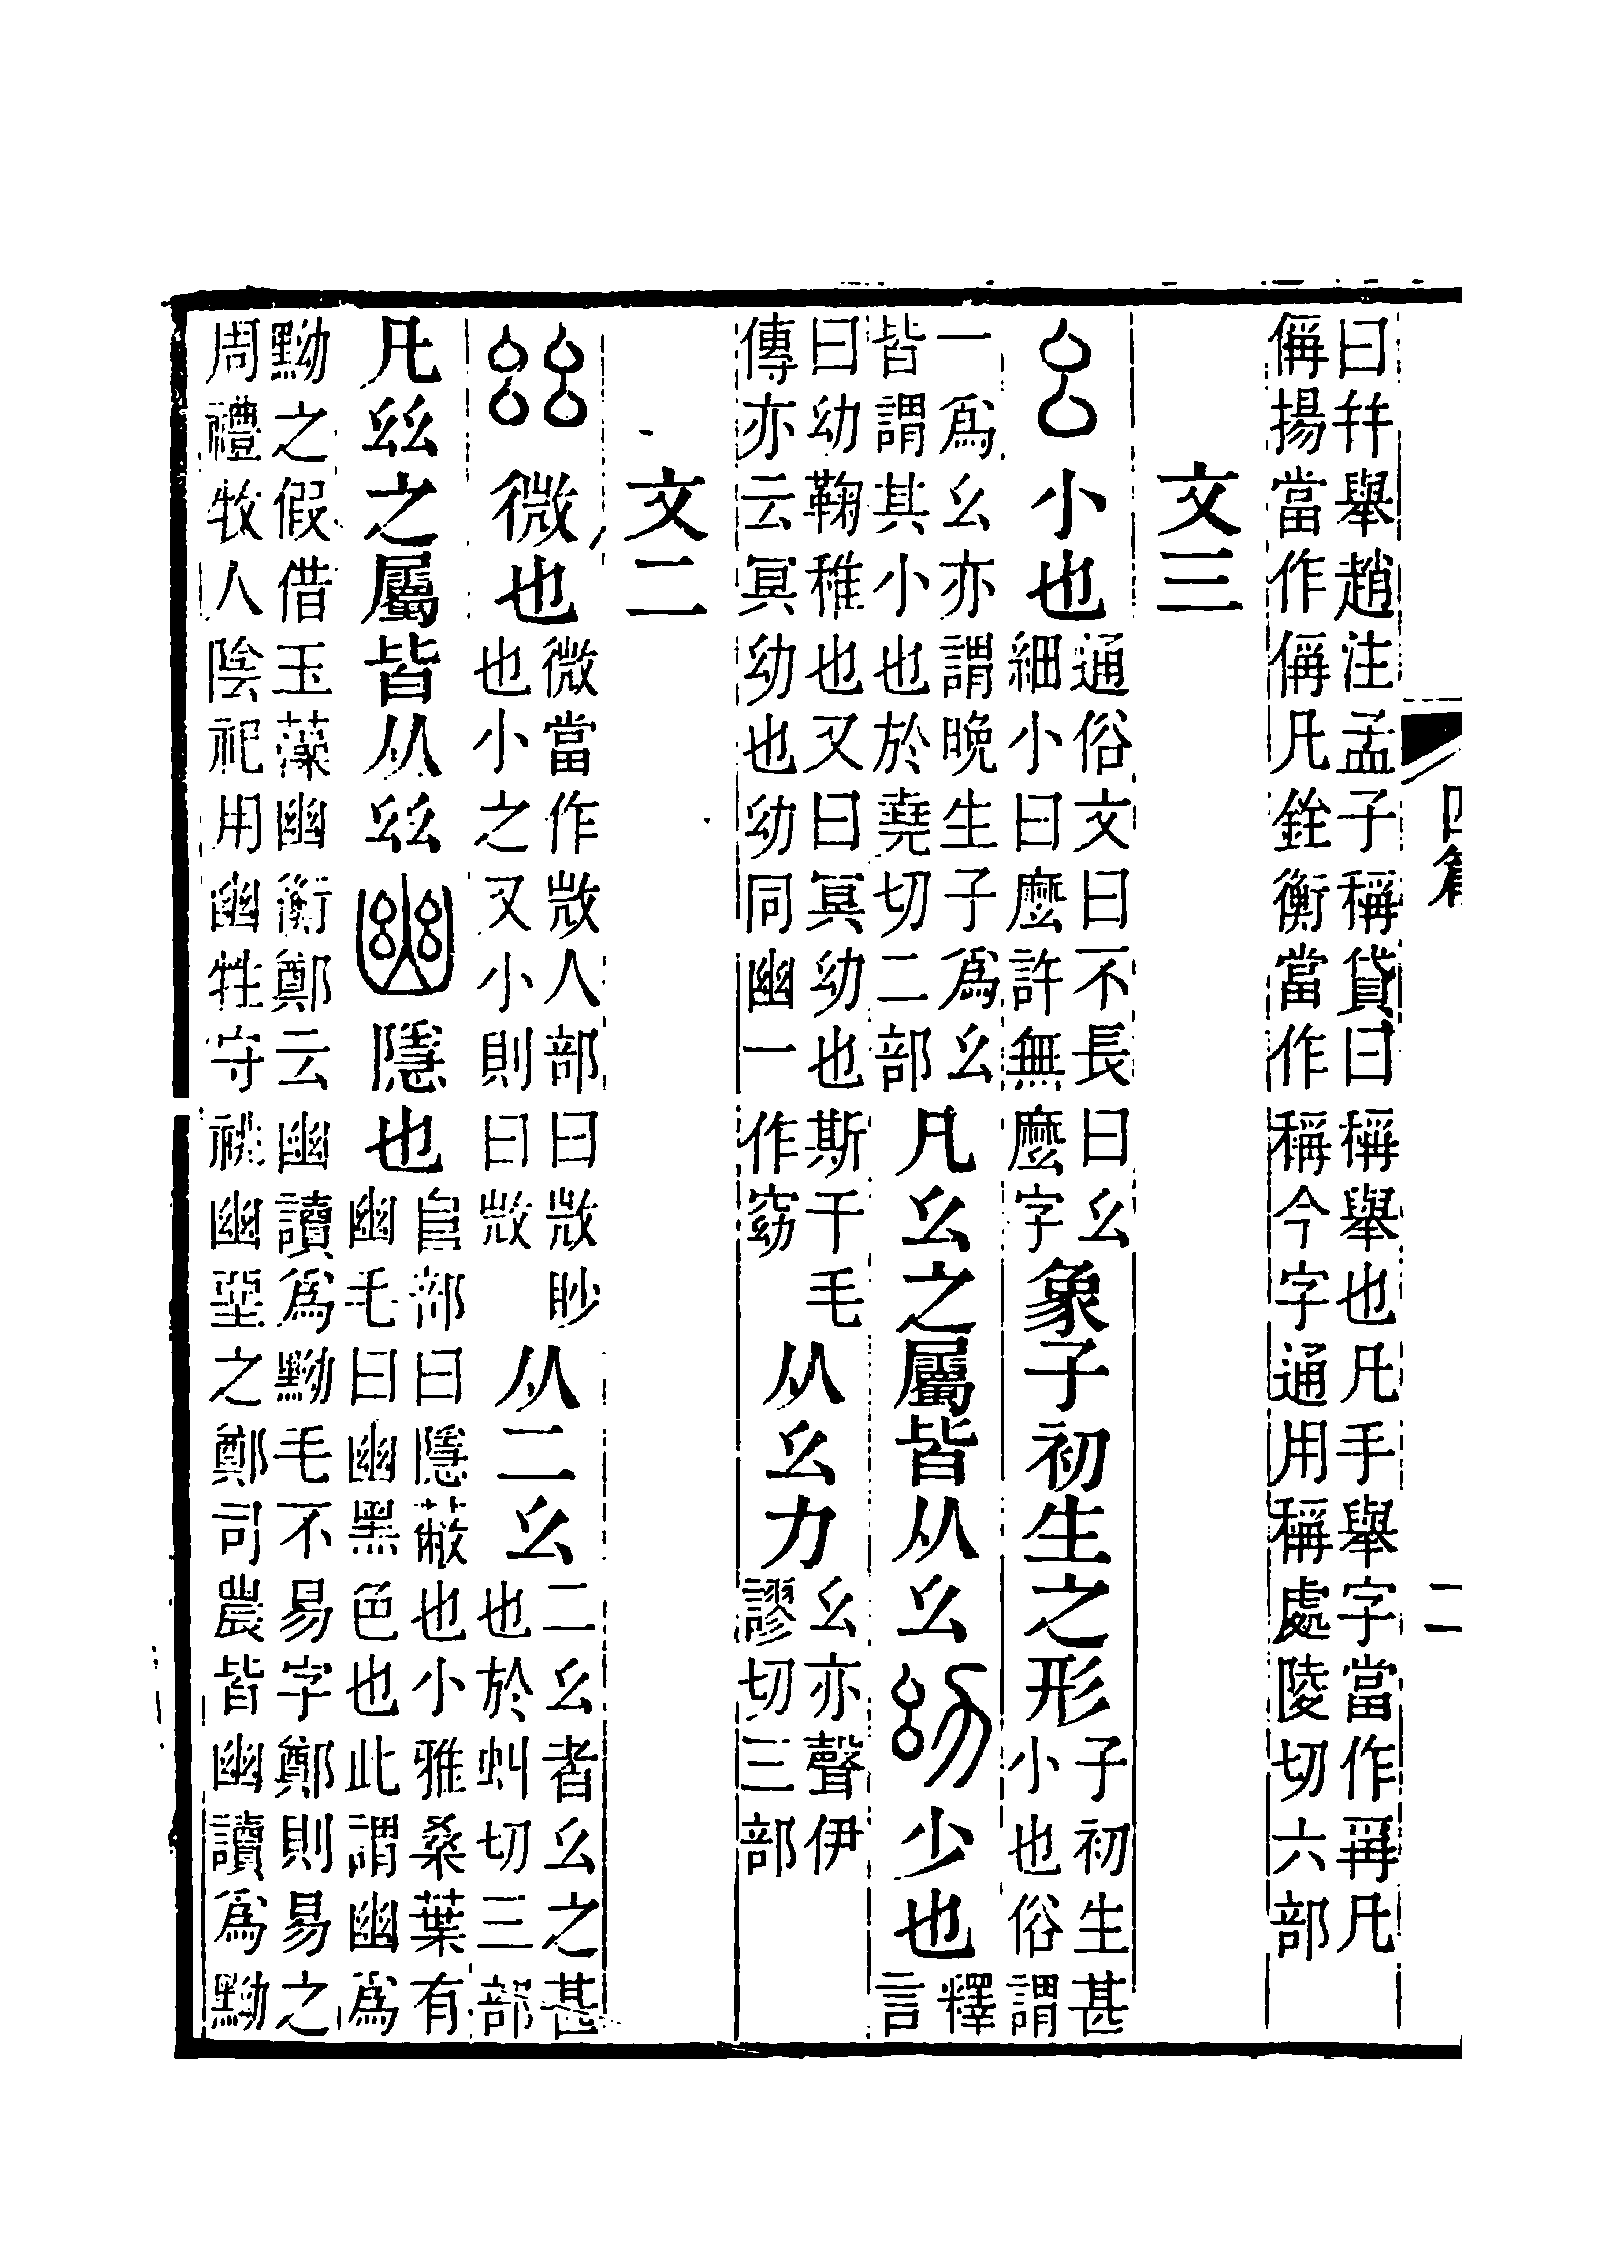 四篇 二
曰幷舉趙注孟子稱貸曰稱舉也凡手舉字當作爯凡偁揚當作偁凡銓衡當作稱今字通用稱處陵切六部
文三
幺小也通俗文曰不長曰幺細小曰麼許無麼字象子初生之形子初生甚小也俗謂
一爲幺亦謂晚生子爲幺皆謂其小也於堯切二部凡幺之屬皆从幺幼少也釋言
曰幼鞠稚也又曰冥幼也斯干毛傳亦云冥幼也幼同幽一作窈从幺力幺亦聲伊謬切三部
文二
𢆶微也微當作𢼸人部曰𢼸眇也小之又小則曰𢼸从二幺二幺者幺之甚也於虯切三部
凡𢆶之屬皆从𢆶幽隱也𨸏部曰隱蔽也小雅桑葉有幽毛曰幽黑色也此謂幽爲
黝之假借玉藻幽衡鄭云幽讀爲黝毛不易字鄭則易之周禮牧人陰祀用幽牲守祧幽堊之鄭司農皆幽讀爲黝